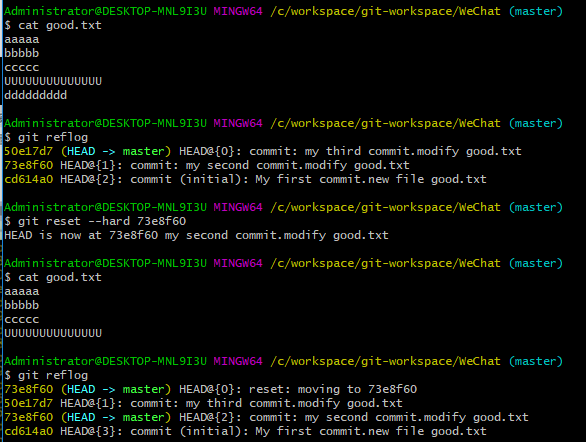 Administrator@DESKTOP-MNL9I3U MINGW64 /c/workspace/git-workspace/WeChat (master)
$ cat good.txt
aaaaa
bbbbb
ccccc
UUUUUUUUUUUUUU
ddddddddd
Administrator@DESKTOP-MNL9I3U MINGW64 /c/workspace/git-workspace/WeChat (master)
$ git reflog
50e17d7 (HEAD -> master) HEAD@{0}: commit: my third commit.modify good.txt
73e8f60 HEAD@{1}: commit: my second commit.modify good.txt
cd614a0 HEAD@{2}: commit (initial): My first commit.new file good.txt
Administrator@DESKTOP-MNL9I3U MINGW64 /c/workspace/git-workspace/WeChat (master)
$ git reset --hard 73e8f60
HEAD is now at 73e8f60 my second commit.modify good.txt
Administrator@DESKTOP-MNL9I3U MINGW64 /c/workspace/git-workspace/WeChat (master)
$ cat good.txt
aaaaa
bbbbb
ccccc
UUUUUUUUUUUUUU
Administrator@DESKTOP-MNL9I3U MINGW64 /c/workspace/git-workspace/WeChat (master)
$ git reflog
73e8f60 (HEAD -> master) HEAD@{0}: reset: moving to 73e8f60
50e17d7 HEAD@{1}: commit: my third commit.modify good.txt
73e8f60 (HEAD -> master) HEAD@{2}: commit: my second commit.modify good.txt
cd614a0 HEAD@{3}: commit (initial): My first commit.new file good.txt